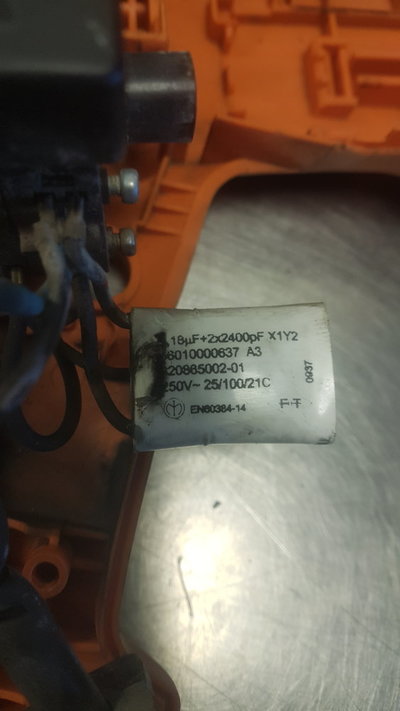 ,18µF+2x2400pF X1Y2
6010000637 A3
20865002-01
250V~ 25/100/21C
EN60384-14
F·T
0937